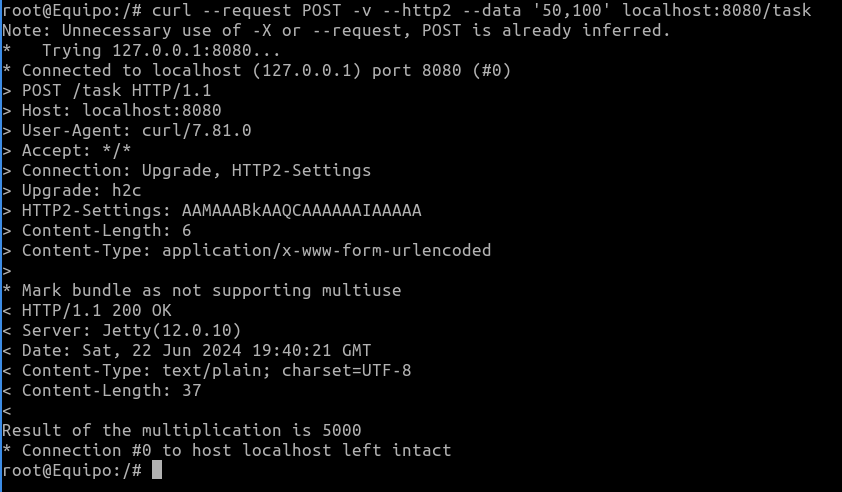 root@Equipo:/# curl --request POST -v --http2 --data '50,100' localhost:8080/task
Note: Unnecessary use of -X or --request, POST is already inferred.
*   Trying 127.0.0.1:8080...
* Connected to localhost (127.0.0.1) port 8080 (#0)
> POST /task HTTP/1.1
> Host: localhost:8080
> User-Agent: curl/7.81.0
> Accept: */*
> Connection: Upgrade, HTTP2-Settings
> Upgrade: h2c
> HTTP2-Settings: AAMAAABkAAQCAAAAAAIAAAAA
> Content-Length: 6
> Content-Type: application/x-www-form-urlencoded
>
* Mark bundle as not supporting multiuse
< HTTP/1.1 200 OK
< Server: Jetty(12.0.10)
< Date: Sat, 22 Jun 2024 19:40:21 GMT
< Content-Type: text/plain; charset=UTF-8
< Content-Length: 37
<
Result of the multiplication is 5000
* Connection #0 to host localhost left intact
root@Equipo:/#